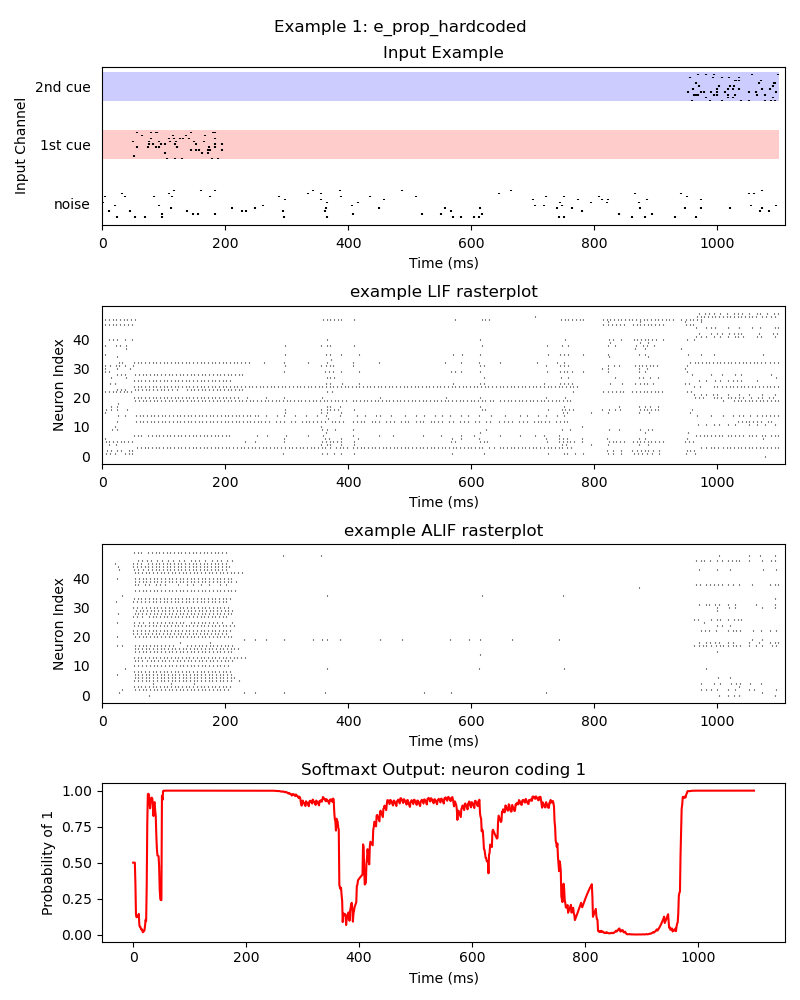 Example 1: e_prop_hardcoded
Input Example
Input Channel
2nd cue
1st cue
noise
0 200 400 600 800 1000
Time (ms)
example LIF rasterplot
Neuron Index
40
30
20
10
0
0 200 400 600 800 1000
Time (ms)
example ALIF rasterplot
Neuron Index
40
30
20
10
0
0 200 400 600 800 1000
Time (ms)
Softmaxt Output: neuron coding 1
Probability of 1
1.00
0.75
0.50
0.25
0.00
0 200 400 600 800 1000
Time (ms)